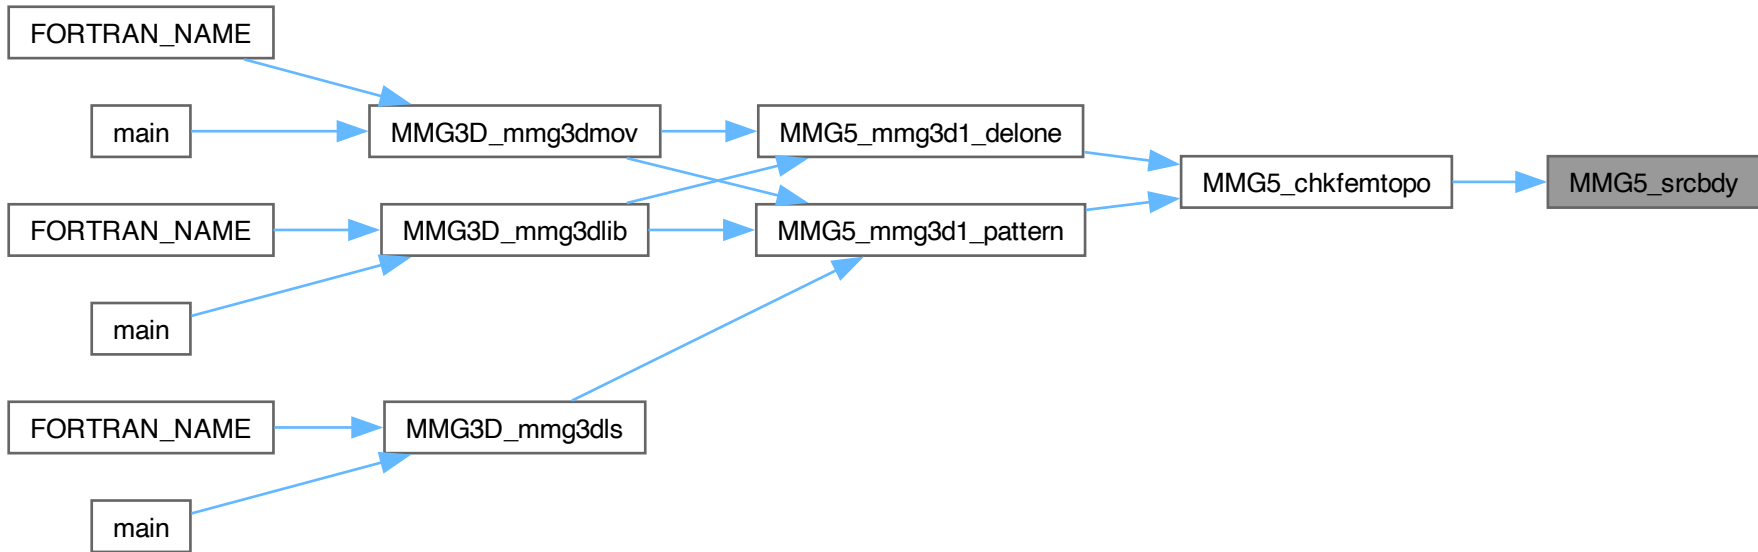 FORTRAN_NAME
main
MMG3D_mmg3dmov
MMG5_mmg3d1_delone
MMG5_chkfemtopo
MMG5_srcbdy
FORTRAN_NAME
MMG3D_mmg3dlib
MMG5_mmg3d1_pattern
main
FORTRAN_NAME
MMG3D_mmg3dls
main